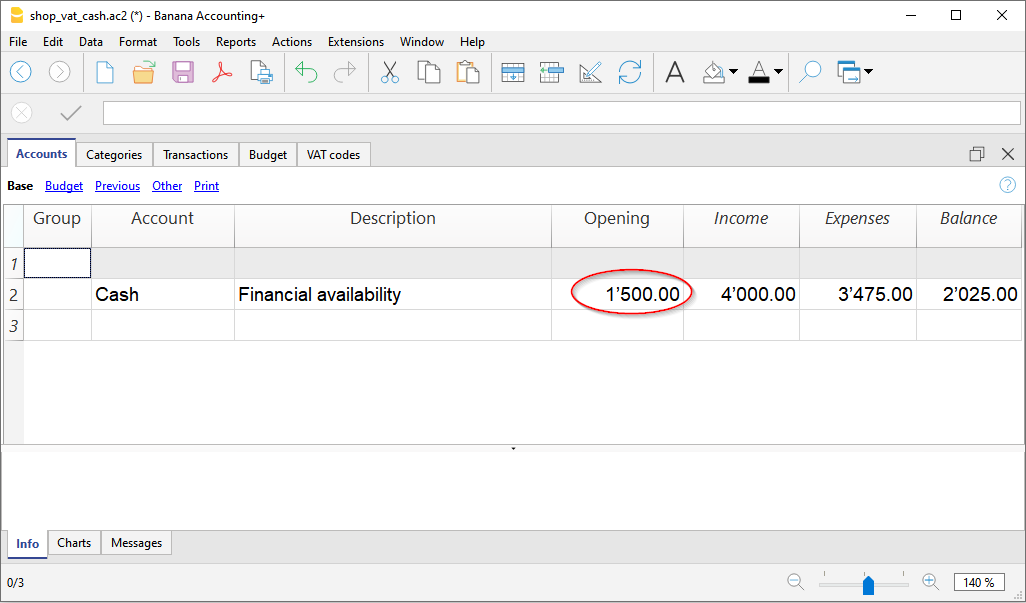 shop_vat_cash.ac2 (*) - Banana Accounting+
File Edit Data Format Tools Reports Actions Extensions Window Help
Accounts Categories Transactions Budget VAT codes
Base Budget Previous Other Print
Group Account Description Opening Income Expenses Balance
1
2 Cash Financial availability 1’500.00 4’000.00 3’475.00 2’025.00
3
Info Charts Messages
0/3 140 %